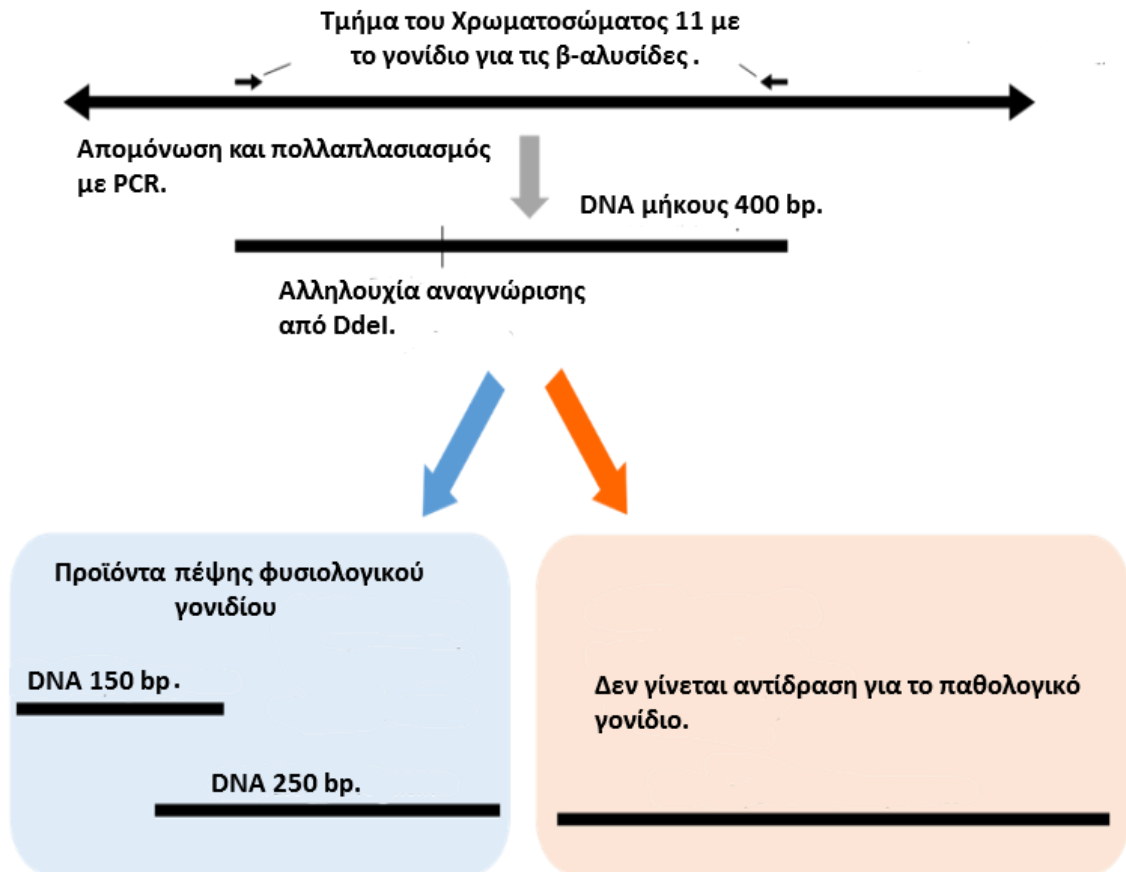 Τμήμα του Χρωματοσώματος 11 με
το γονίδιο για τις β-αλυσίδες .
Απομόνωση και πολλαπλασιασμός
με PCR.
DNA μήκους 400 bp.
Αλληλουχία αναγνώρισης
από DdeI.
Προϊόντα πέψης φυσιολογικού
γονιδίου
DNA 150 bp.
DNA 250 bp.
Δεν γίνεται αντίδραση για το παθολογικό
γονίδιο.